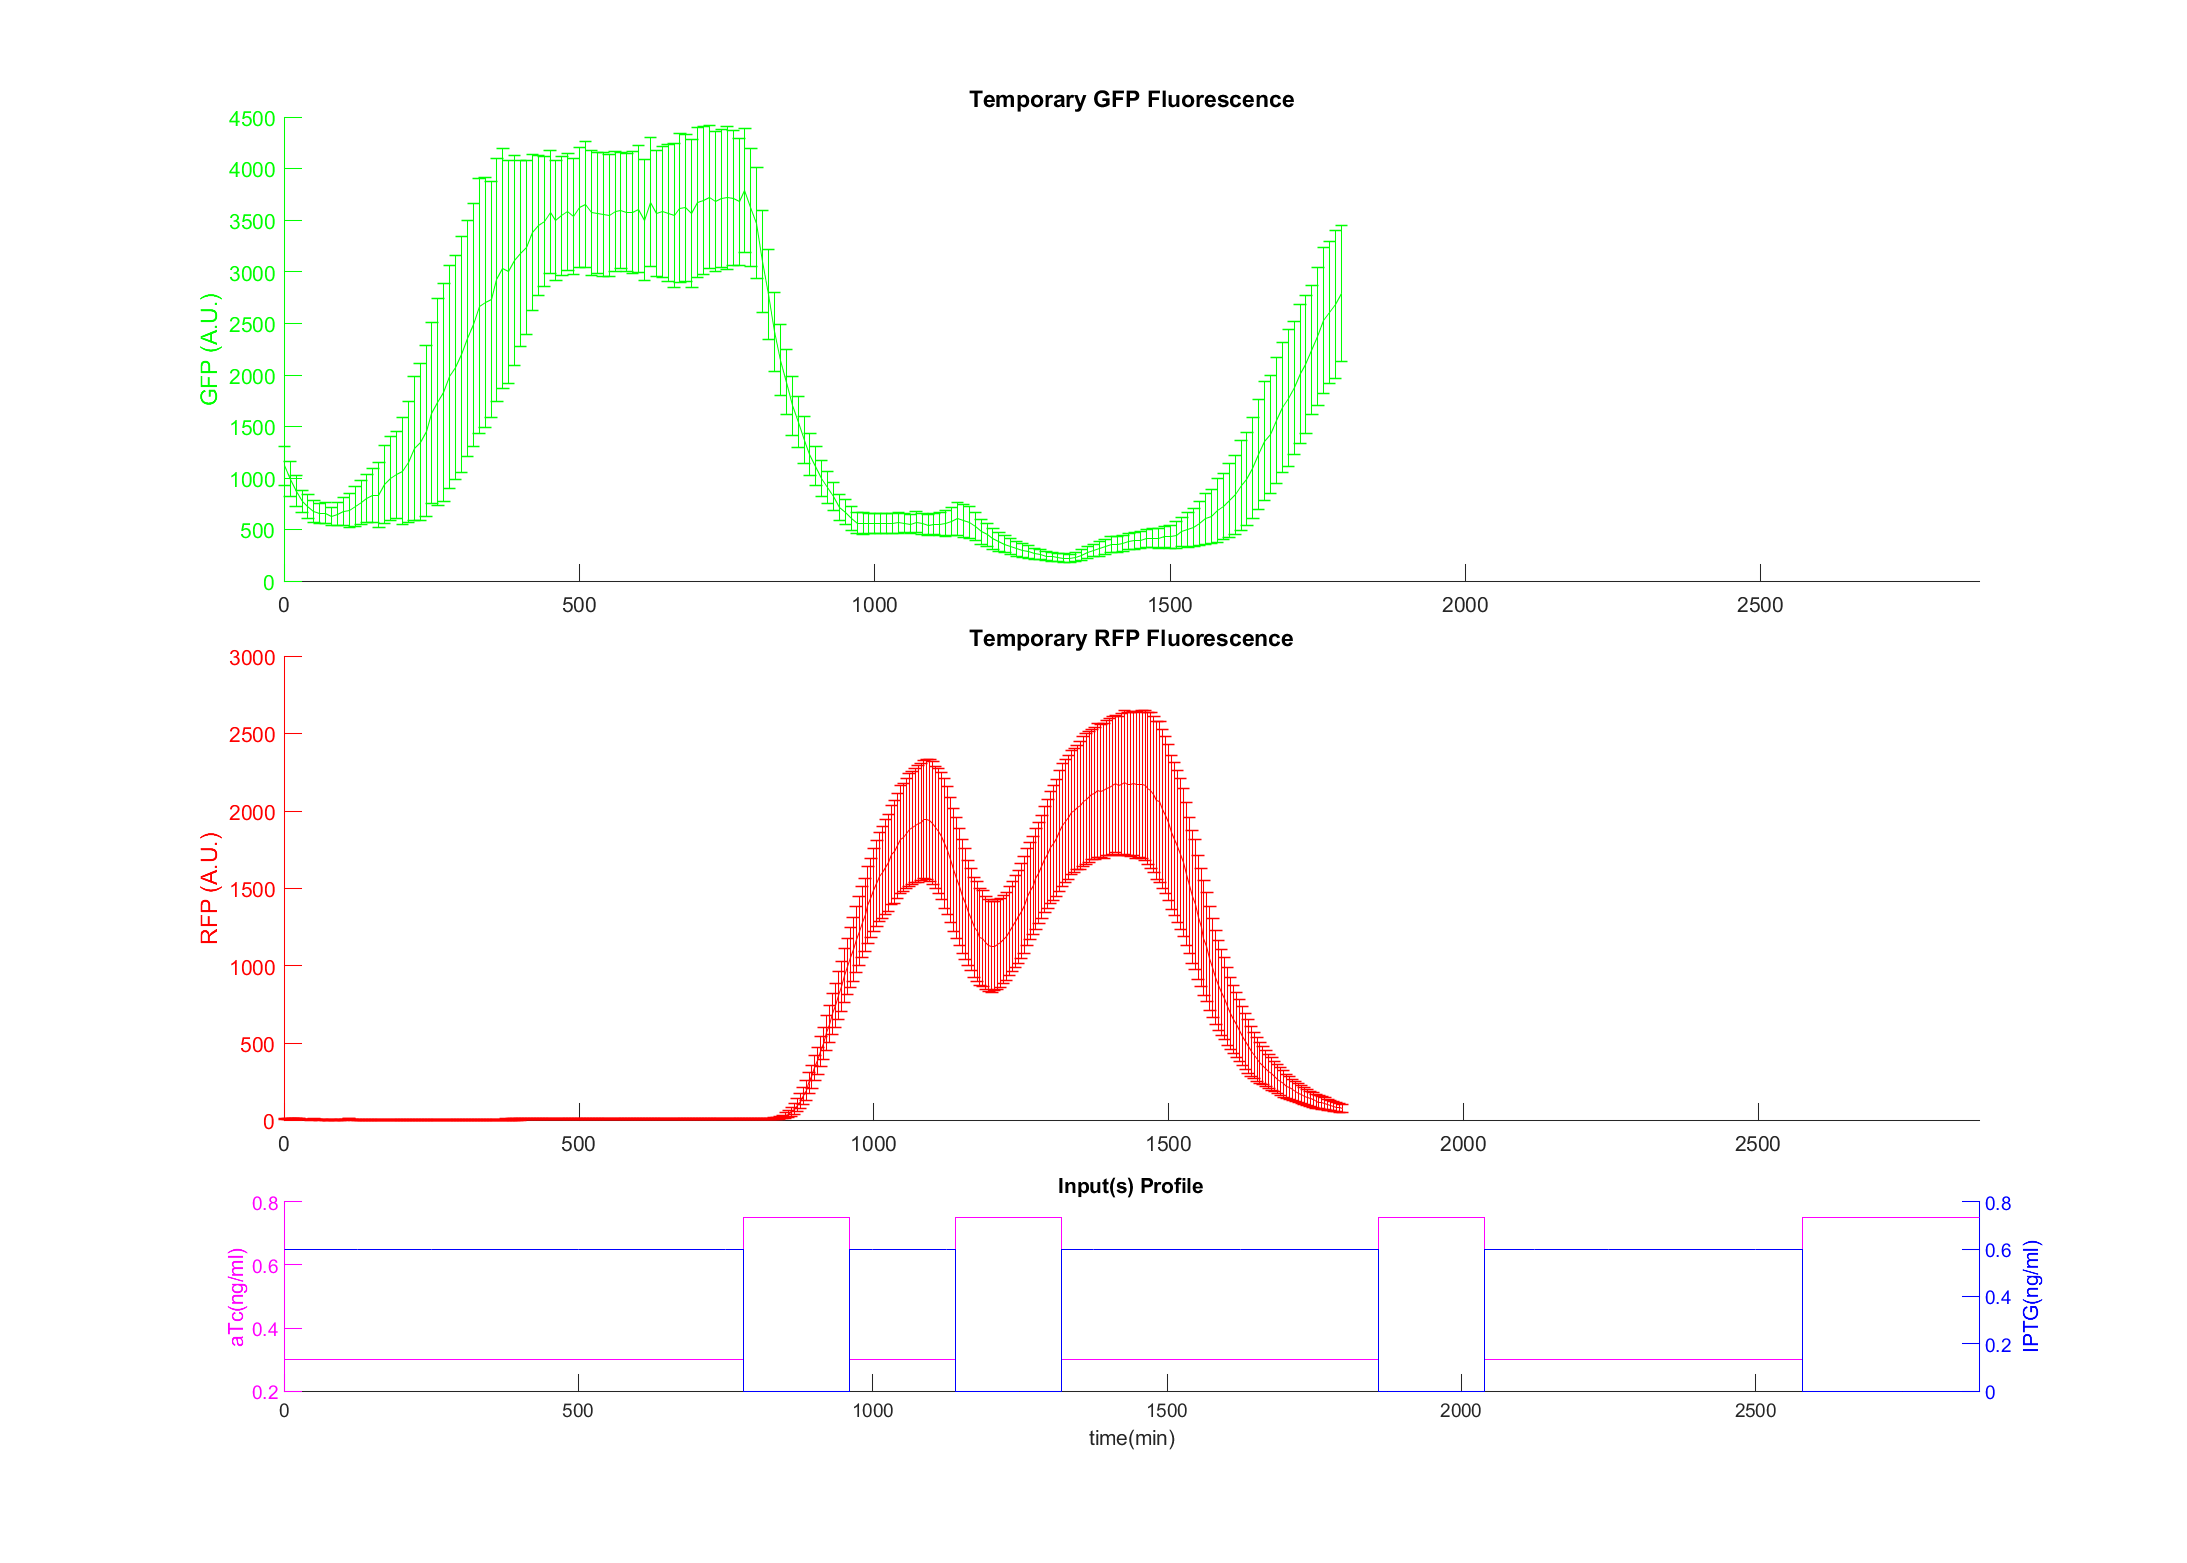 Temporary GFP Fluorescence
GFP (A.U.)
4500
4000
3500
3000
2500
2000
1500
1000
500
0
0 500 1000 1500 2000 2500
Temporary RFP Fluorescence
RFP (A.U.)
3000
2500
2000
1500
1000
500
0
0 500 1000 1500 2000 2500
Input(s) Profile
aTc(ng/ml)
0.8
0.6
0.4
0.2
0.8
0.6
0.4
0.2
0
IPTG(ng/ml)
0 500 1000 1500 2000 2500
time(min)